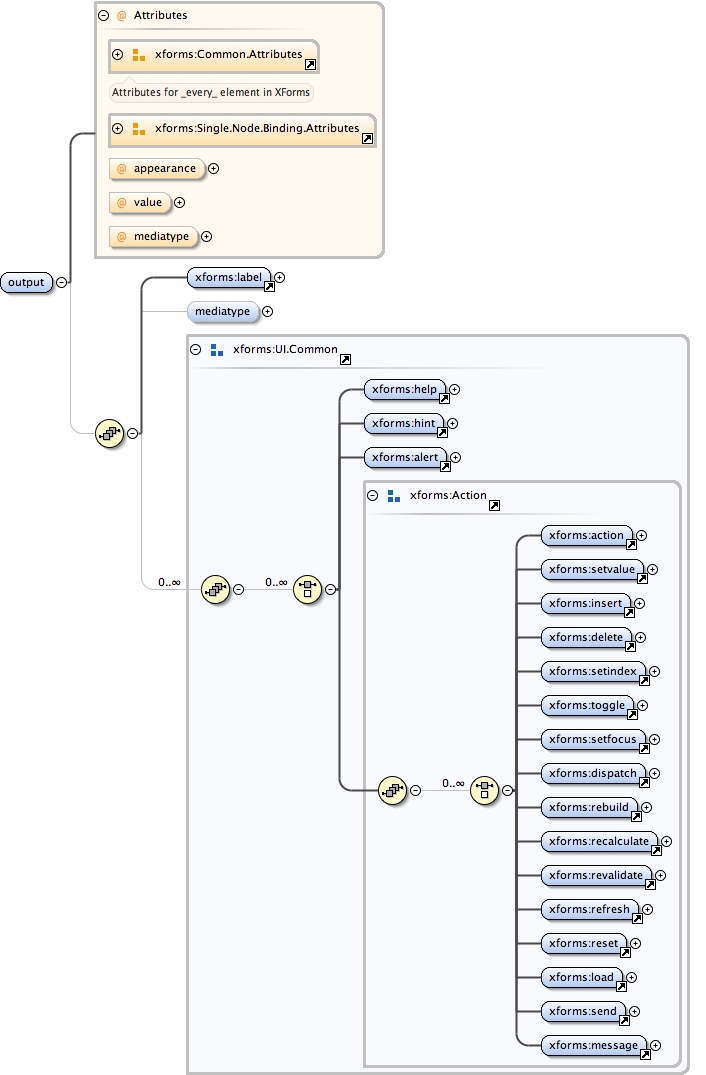 @ Attributes
xforms:Common.Attributes
Attributes for _every_ element in XForms
xforms:Single.Node.Binding.Attributes
@ appearance
@ value
@ mediatype
output
xforms:label
mediatype
xforms:UI.Common
xforms:help
xforms:hint
xforms:alert
xforms:Action
xforms:action
xforms:setvalue
0..∞
0..∞
xforms:insert
xforms:delete
xforms:setindex
xforms:toggle
xforms:setfocus
xforms:dispatch
0..∞
xforms:rebuild
xforms:recalculate
xforms:revalidate
xforms:refresh
xforms:reset
xforms:load
xforms:send
xforms:message